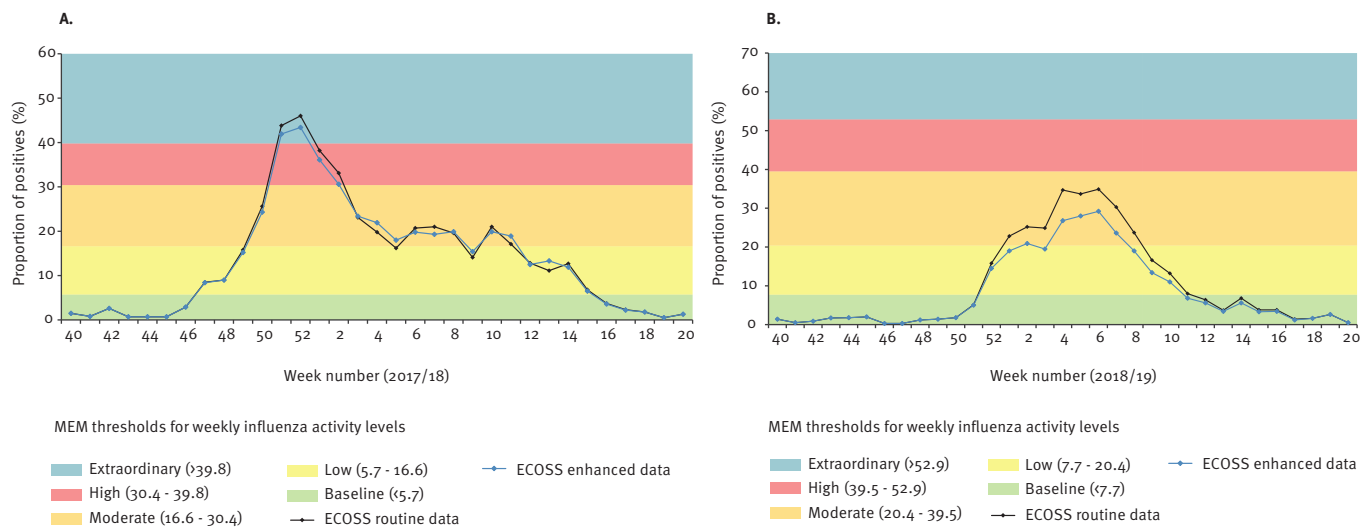 A.
Proportion of positives (%)
60
50
40
30
20
10
0
40 42 44 46 48 50 52 2 4 6 8 10 12 14 16 18 20
Week number (2017/18)
MEM thresholds for weekly influenza activity levels
Extraordinary (>39.8)
High (30.4 - 39.8)
Moderate (16.6 - 30.4)
Low (5.7 - 16.6)
Baseline (<5.7)
ECOSS routine data
ECOSS enhanced data
B.
Proportion of positives (%)
70
60
50
40
30
20
10
0
40 42 44 46 48 50 52 2 4 6 8 10 12 14 16 18 20
Week number (2018/19)
MEM thresholds for weekly influenza activity levels
Extraordinary (>52.9)
High (39.5 - 52.9)
Moderate (20.4 - 39.5)
Low (7.7 - 20.4)
Baseline (<7.7)
ECOSS routine data
ECOSS enhanced data